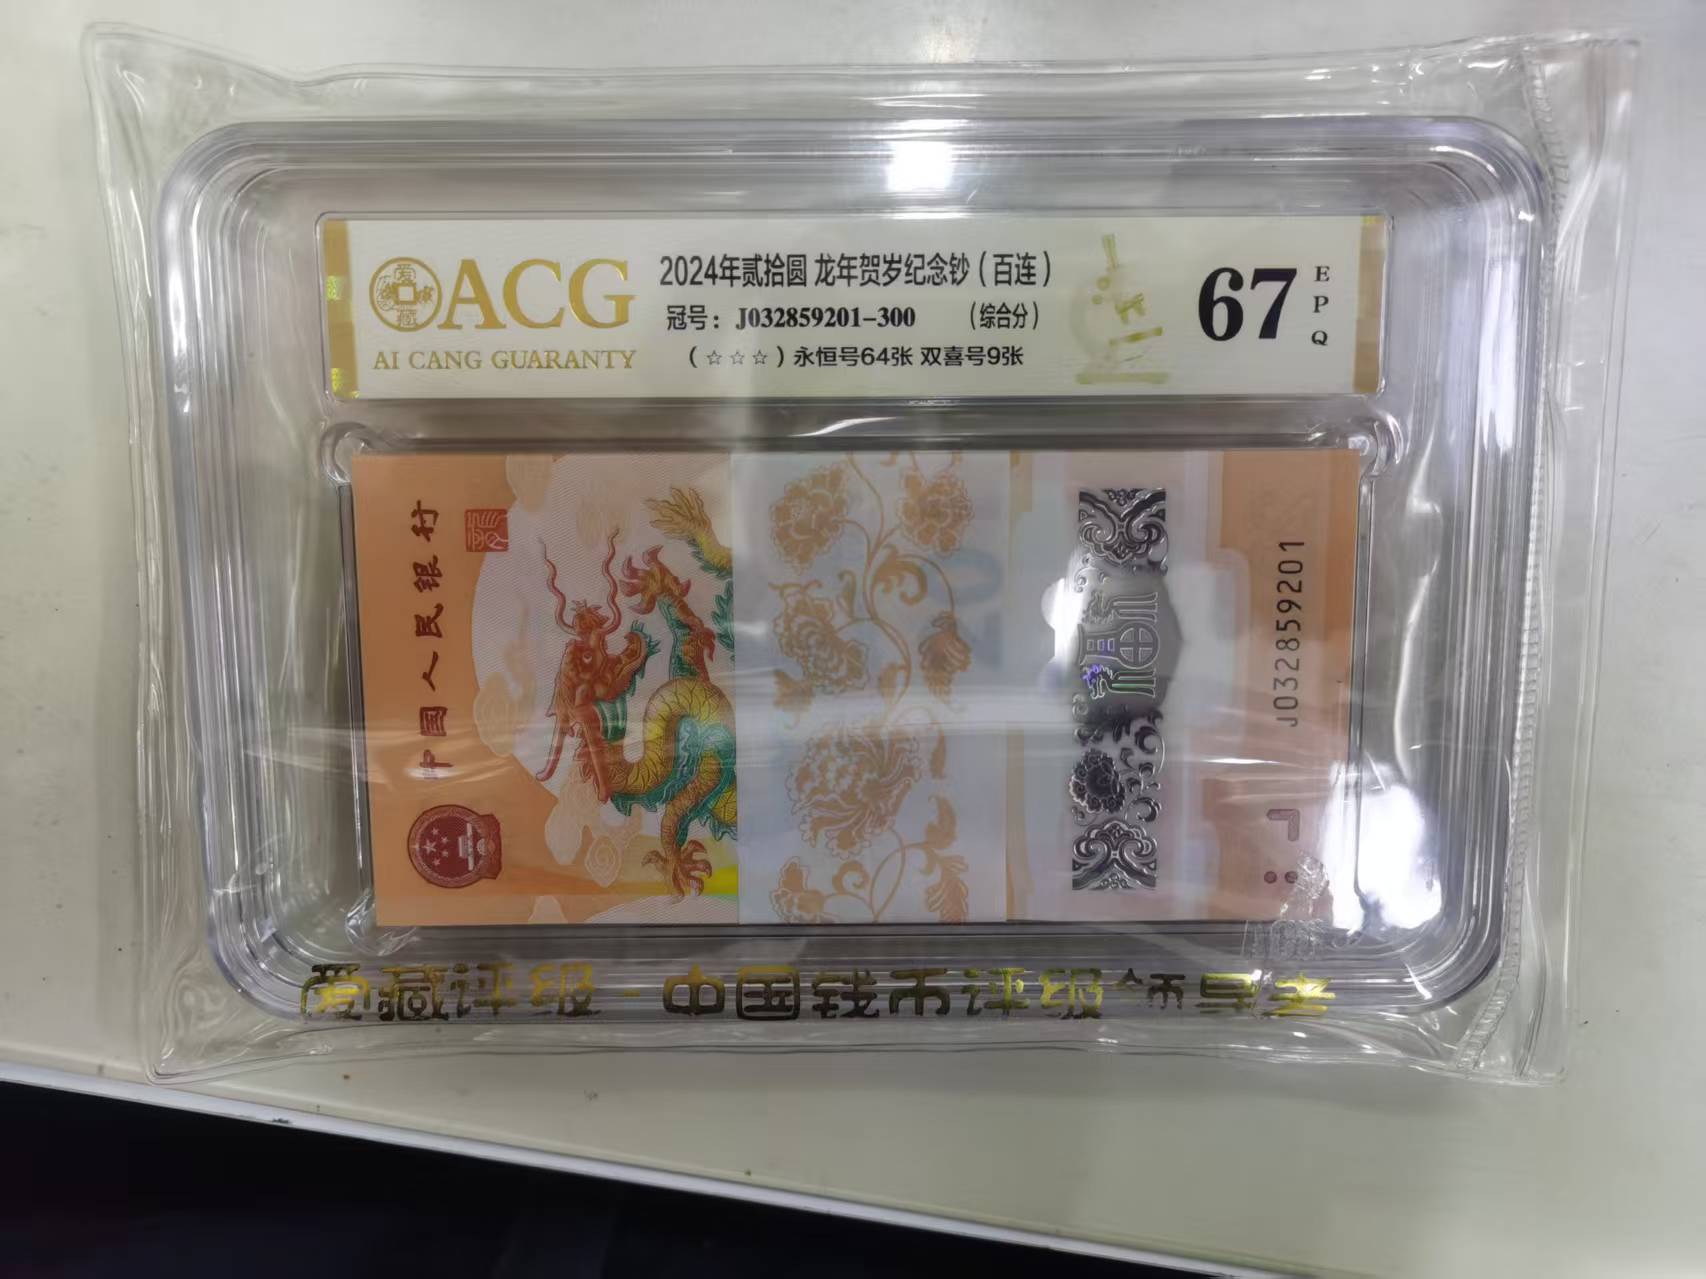 ACG
AI CANG GUARANTY
2024年贰拾圆 龙年贺岁纪念钞（百连）
冠号：J032859201-300 （综合分）
（☆☆☆）永恒号64张 双喜号9张
67
EPQ
中国人民银行
J032859201
爱藏评级-中国钱币评级领导者